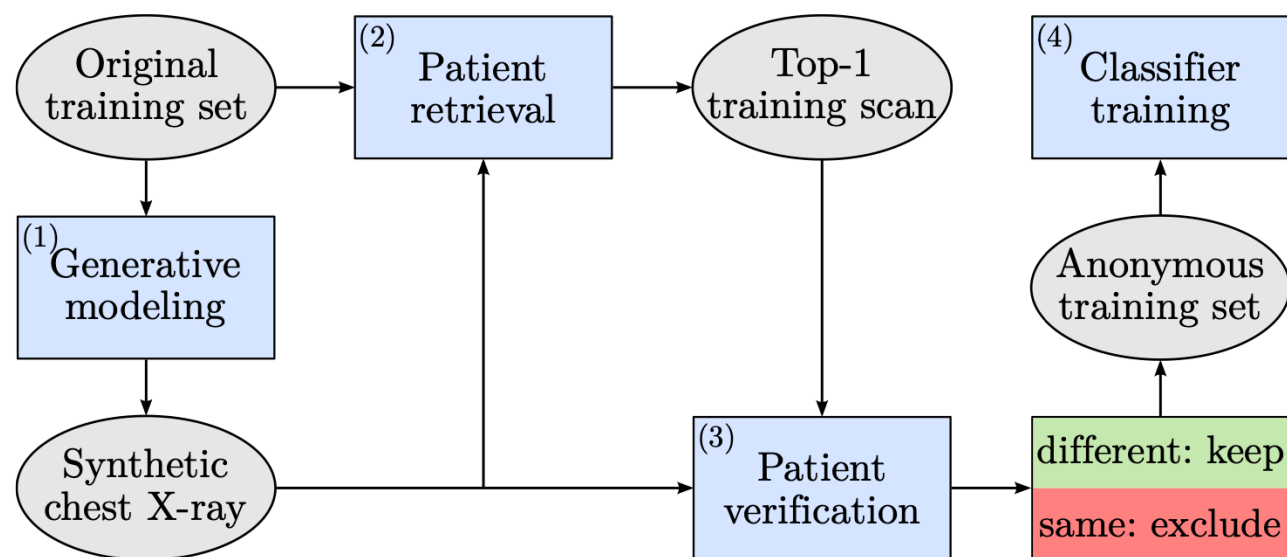 Original
training set
(2)
Patient
retrieval
Top-1
training scan
(4)
Classifier
training
(1)
Generative
modeling
Anonymous
training set
Synthetic
chest X-ray
(3)
Patient
verification
different: keep
same: exclude